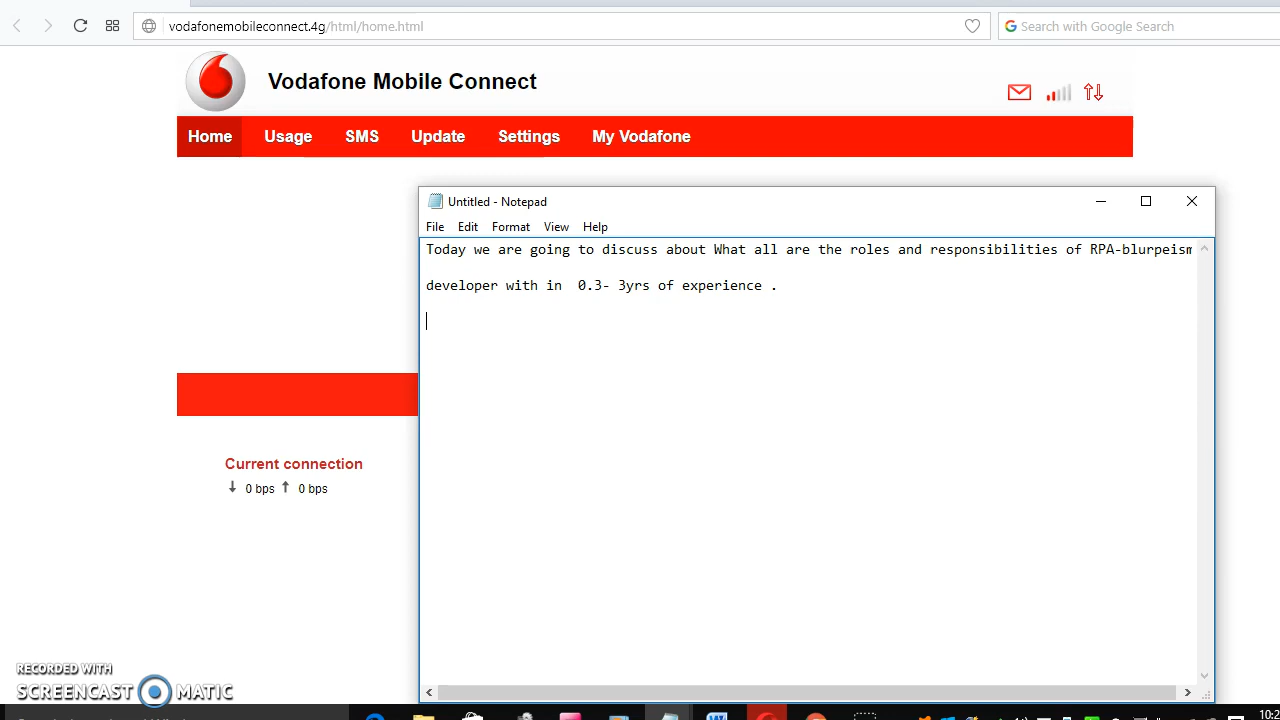 vodafonemobileconnect.4g/html/home.html
Search with Google Search
Vodafone Mobile Connect
Home Usage SMS Update Settings My Vodafone
Untitled - Notepad
File Edit Format View Help
Today we are going to discuss about What all are the roles and responsibilities of RPA-blurpeism
developer with in 0.3- 3yrs of experience .
Current connection
0 bps 0 bps
RECORDED WITH
SCREENCAST MATIC